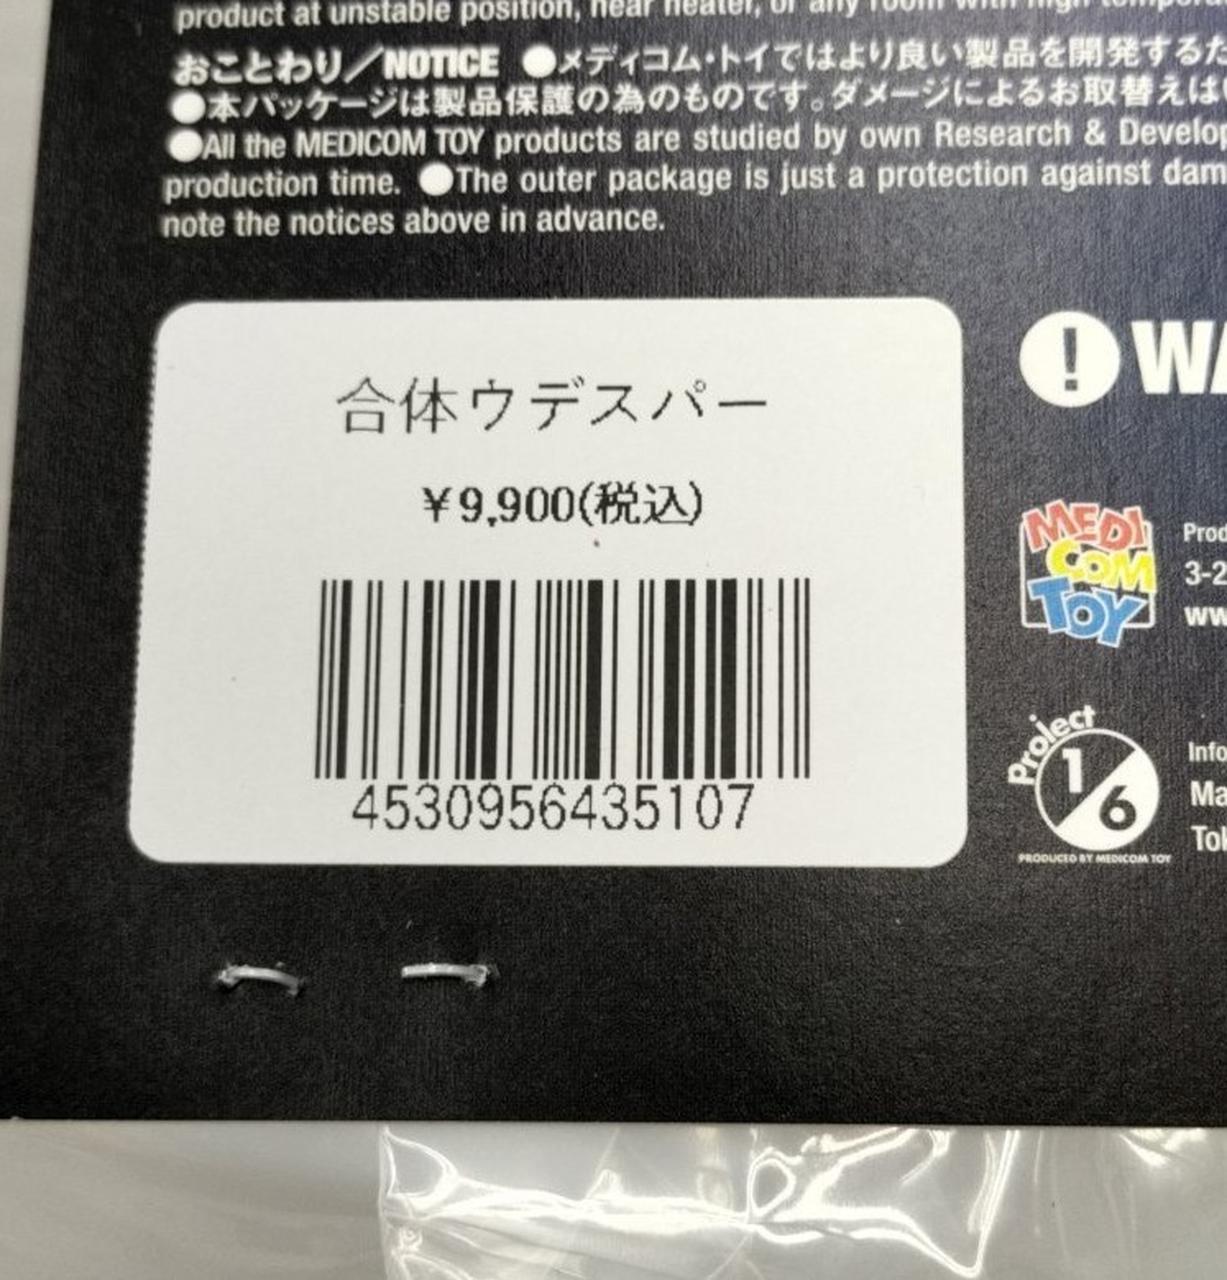 product at unstable position, near heater, or any room with high
おことわり／NOTICE ●メディコム・トイではより良い製品を開発する
●本パッケージは製品保護の為のものです。ダメージによるお取替えは
●All the MEDICOM TOY products are studied by own Research &
production time. ●The outer package is just a protection against
note the notices above in advance.
合体ウデスパー
¥9,900(税込)
4530956435107
!
MEDI
COM
TOY
3-2
Project
1/6
PRODUCED BY MEDICOM TOY